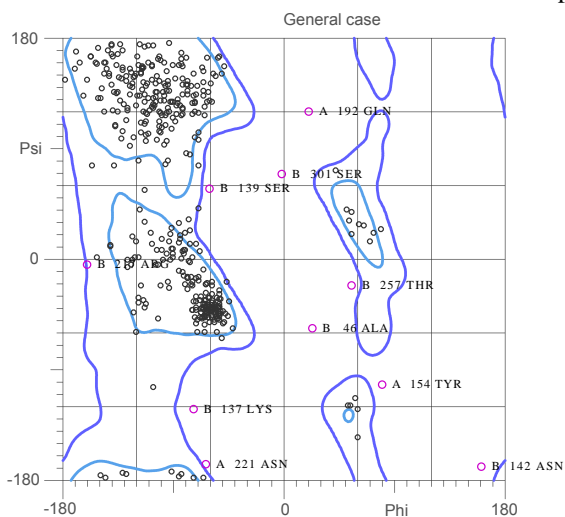 General case
180
A 192 GLN
Psi
B 301 SER
B 139 SER
0
B ARG
B 257 THR
B 46 ALA
A 154 TYR
B 137 LYS
A 221 ASN
B 142 ASN
-180
-180
0
Phi
180